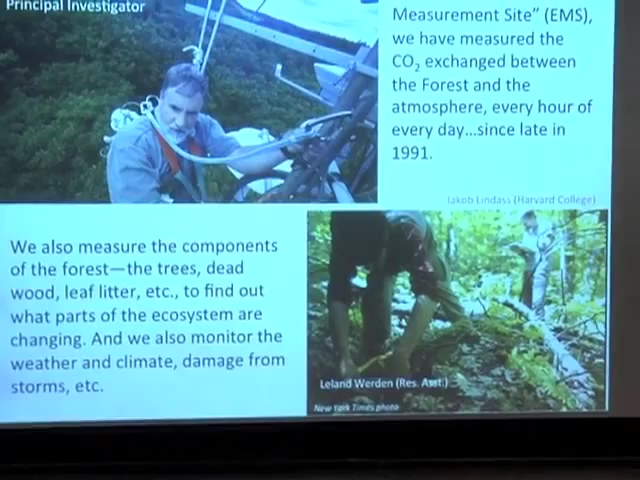 Principal Investigator
Measurement Site” (EMS),
we have measured the
CO₂ exchanged between
the Forest and the
atmosphere, every hour of
every day…since late in
1991.
Jakob Lindass (Harvard College)
We also measure the components
of the forest—the trees, dead
wood, leaf litter, etc., to find out
what parts of the ecosystem are
changing. And we also monitor the
weather and climate, damage from
storms, etc.
Leland Werden (Res. Asst.)
New York Times photo